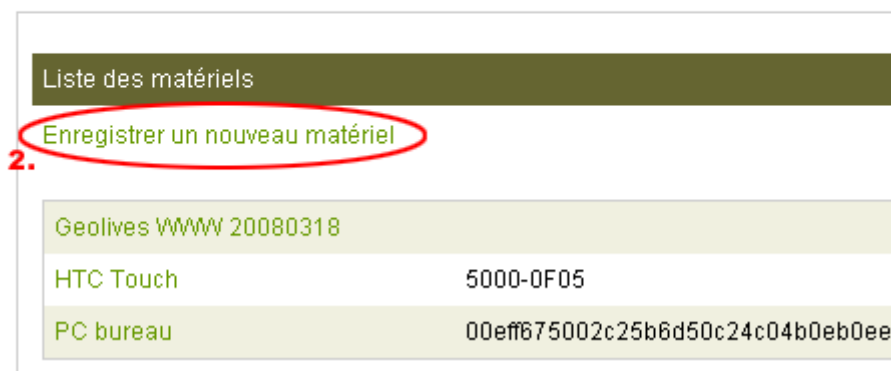 Liste des matériels
Enregistrer un nouveau matériel
2.
Geolives WWW 20080318
HTC Touch 5000-0F05
PC bureau 00eff675002c25b6d50c24c04b0eb0ee